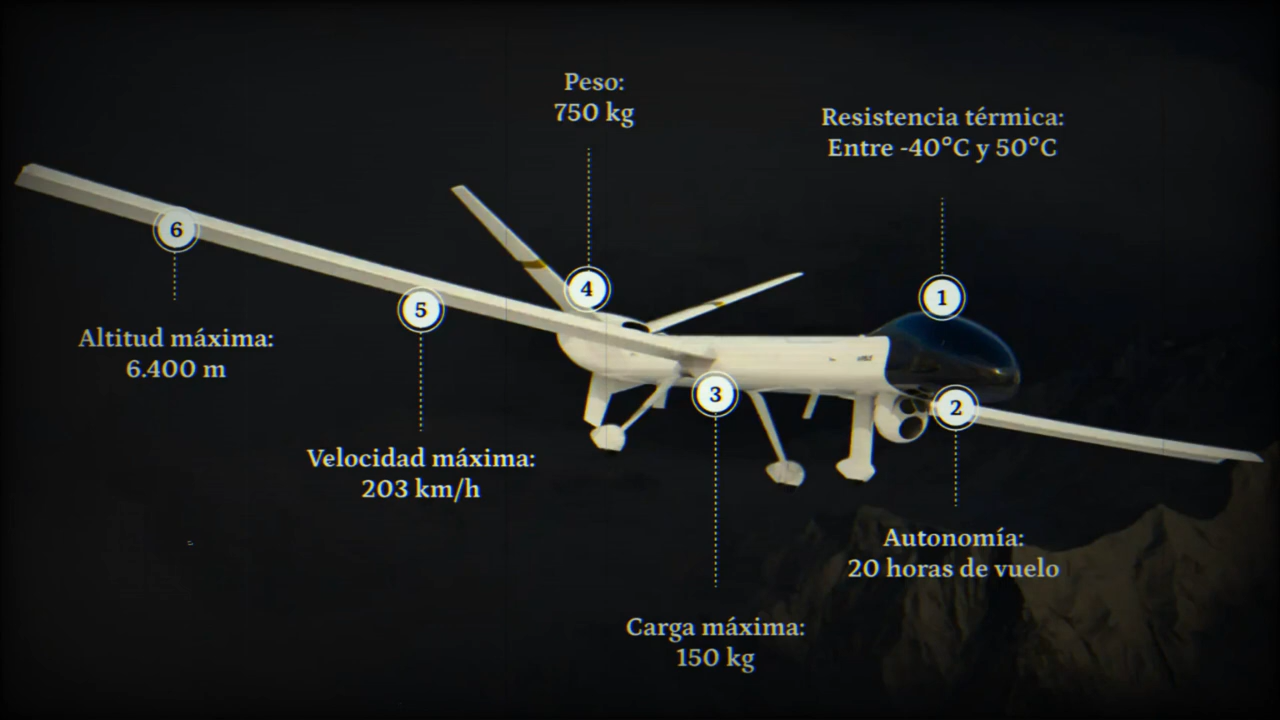 Peso:
750 kg
Resistencia térmica:
Entre -40°C y 50°C
6
4
1
5
Altitud máxima:
6.400 m
3
2
Velocidad máxima:
203 km/h
Autonomía:
20 horas de vuelo
Carga máxima:
150 kg